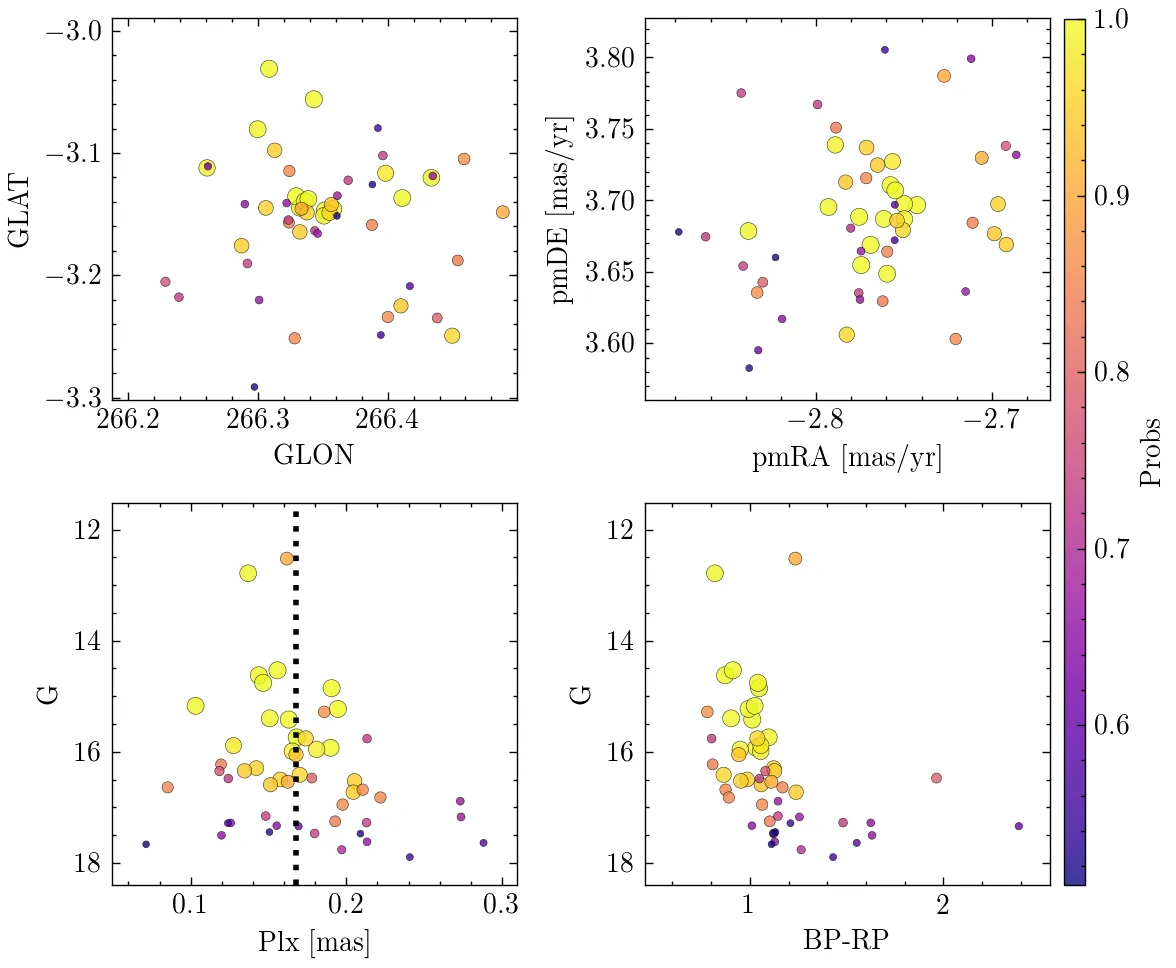 −3.0
−3.1
−3.2
−3.3
GLAT
266.2 266.3 266.4
GLON
3.80
3.75
3.70
3.65
3.60
pmDE [mas/yr]
−2.8 −2.7
pmRA [mas/yr]
1.0
0.9
0.8
0.7
0.6
Probs
12
14
16
18
G
0.1 0.2 0.3
Plx [mas]
12
14
16
18
G
1 2
BP-RP